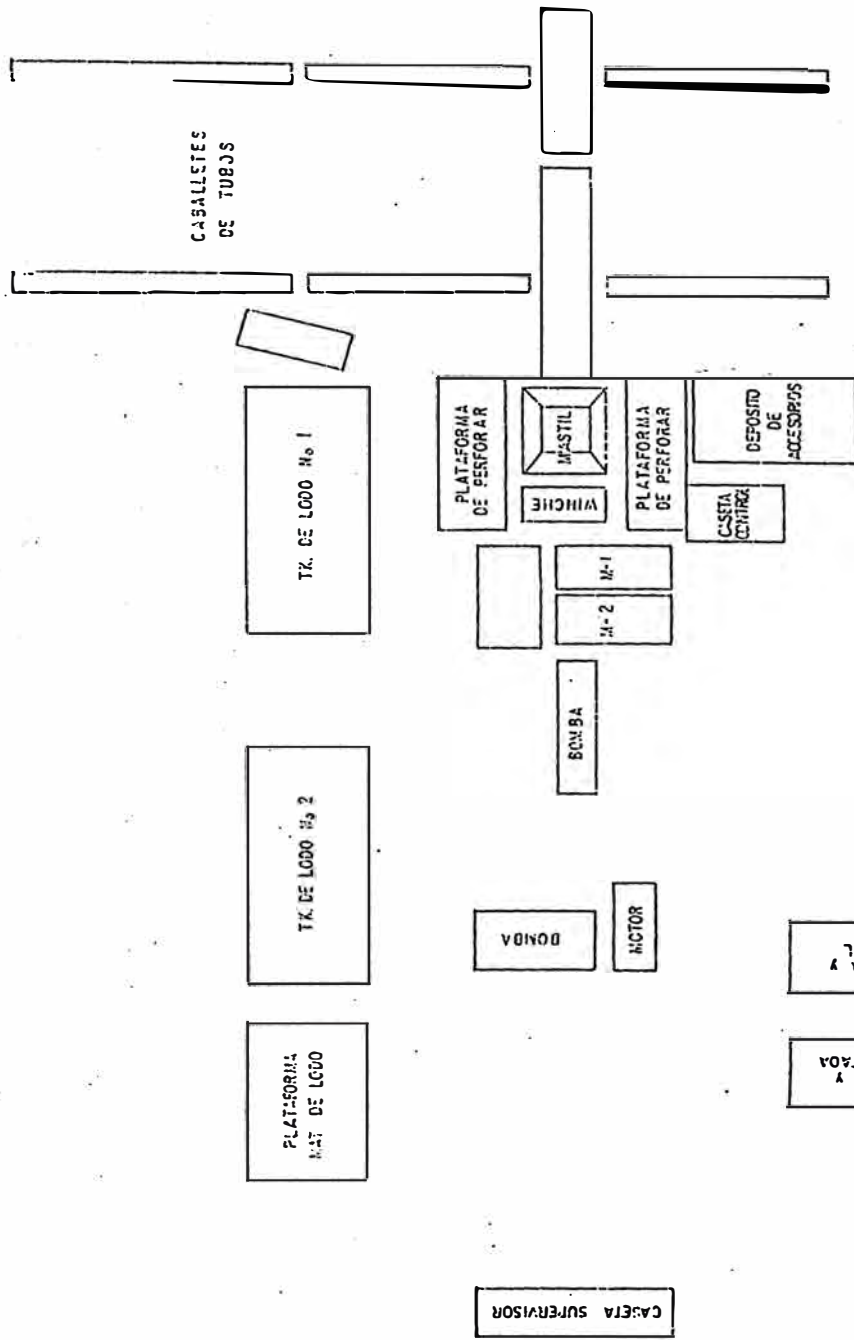 CABALLETES
DE TUBOS
TK. DE LODO No 1
PLATAFORMA
DE PERFORAR
MASTIL
WINCHE
PLATAFORMA
DE PERFORAR
DEPOSITO
DE
ACCESORIOS
CASETA
CONTROL
M-1
M-2
BOMBA
TK. DE LODO No 2
BOMBA
MOTOR
PLATAFORMA
MAT DE LODO
CASETA SUPERVISOR